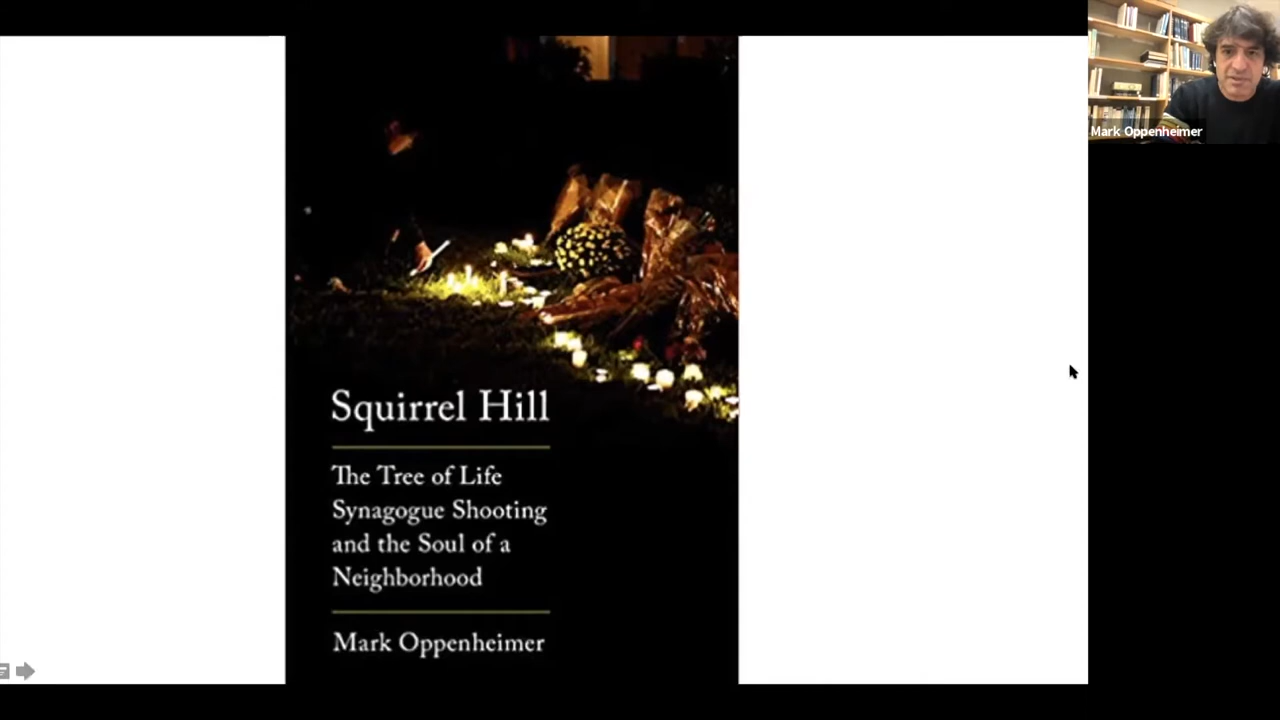 Squirrel Hill
The Tree of Life
Synagogue Shooting
and the Soul of a
Neighborhood
Mark Oppenheimer
Mark Oppenheimer